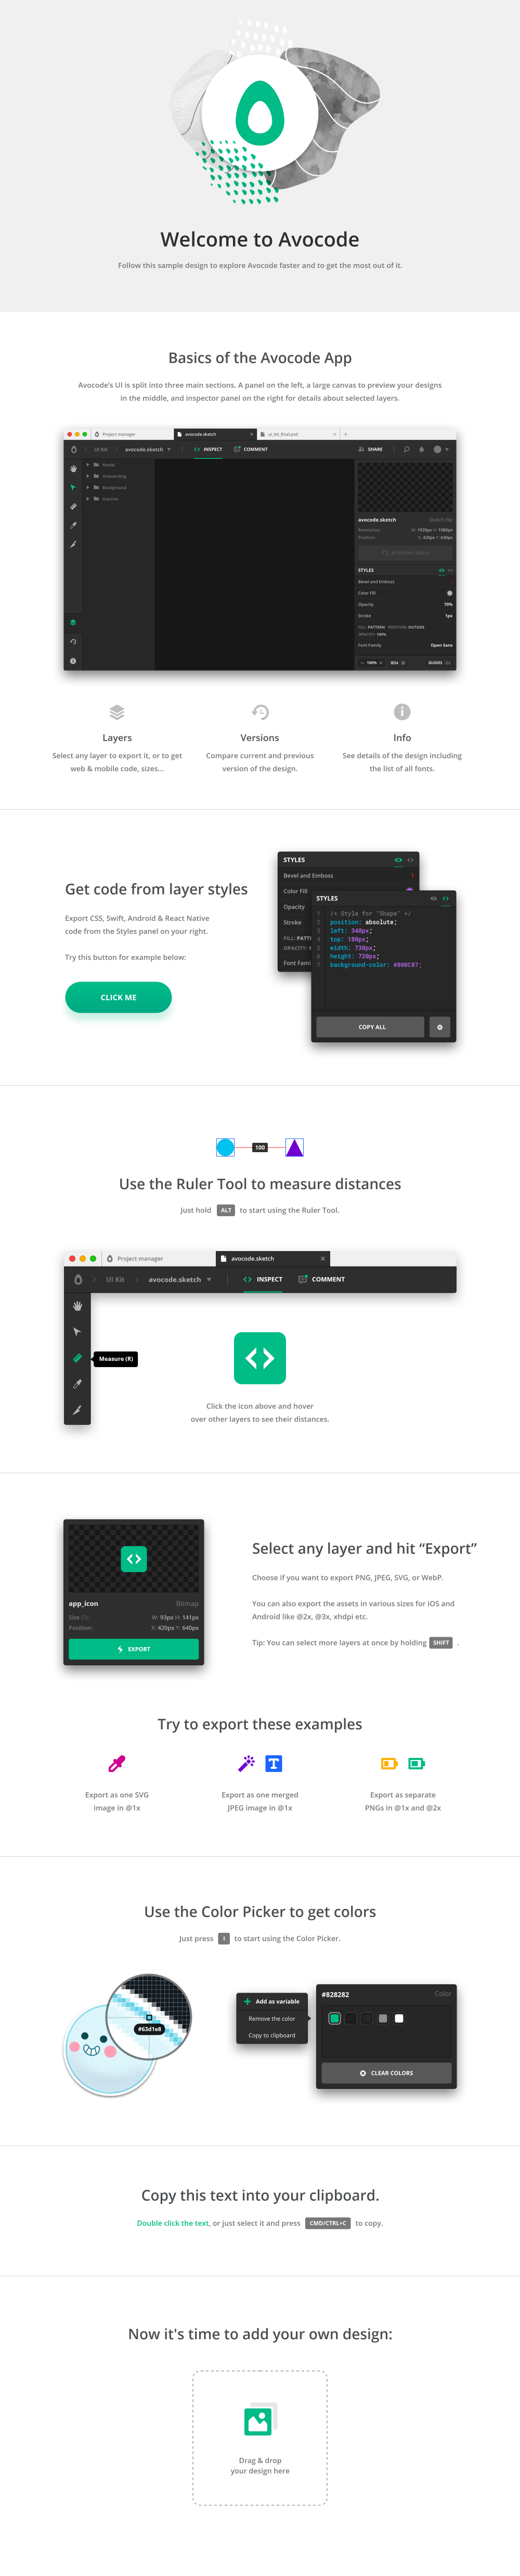 Welcome to Avocode
Follow this sample design to explore Avocode faster and to get the most out of it.
Basics of the Avocode App
Avocode's UI is split into three main sections. A panel on the left, a large canvas to preview your designs
in the middle, and inspector panel on the right for details about selected layers.
Project manager
avocode.sketch
ui_kit_final.psd
UI Kit
avocode.sketch
INSPECT
COMMENT
SHARE
Modal
Onboarding
Background
Inactive
avocode.sketch
Sketch file
Resolution:
W: 1920px H: 1080px
Position:
X: 420px Y: 640px
STYLES
Bevel and Emboss
Color Fill
Opacity
70%
Stroke
1px
FILL: PATTERN POSITION: OUTSIDE
OPACITY: 100%
Font Family
Open Sans
100%
@2x
GUIDES
Layers
Select any layer to export it, or to get
web & mobile code, sizes...
Versions
Compare current and previous
version of the design.
Info
See details of the design including
the list of all fonts.
Get code from layer styles
Export CSS, Swift, Android & React Native
code from the Styles panel on your right.
Try this button for example below:
CLICK ME
STYLES
Bevel and Emboss
Color Fill
Opacity
Stroke
FILL: PATT
OPACITY: 1
Font Fami
STYLES
1 /* Style for "Shape" */
2 position: absolute;
3 left: 340px;
4 top: 180px;
5 width: 730px;
6 height: 720px;
7 background-color: #00BC87;
COPY ALL
100
Use the Ruler Tool to measure distances
Just hold ALT to start using the Ruler Tool.
Project manager
avocode.sketch
UI Kit
avocode.sketch
INSPECT
COMMENT
Measure (R)
Click the icon above and hover
over other layers to see their distances.
app_icon
Bitmap
Size
W: 93px H: 141px
Position:
X: 420px Y: 640px
EXPORT
Select any layer and hit “Export”
Choose if you want to export PNG, JPEG, SVG, or WebP.
You can also export the assets in various sizes for iOS and
Android like @2x, @3x, xhdpi etc.
Tip: You can select more layers at once by holding SHIFT .
Try to export these examples
Export as one SVG
image in @1x
Export as one merged
JPEG image in @1x
Export as separate
PNGs in @1x and @2x
Use the Color Picker to get colors
Just press I to start using the Color Picker.
#63d1e8
Add as variable
Remove the color
Copy to clipboard
#828282
Color
CLEAR COLORS
Copy this text into your clipboard.
Double click the text, or just select it and press CMD/CTRL+C to copy.
Now it's time to add your own design:
Drag & drop
your design here